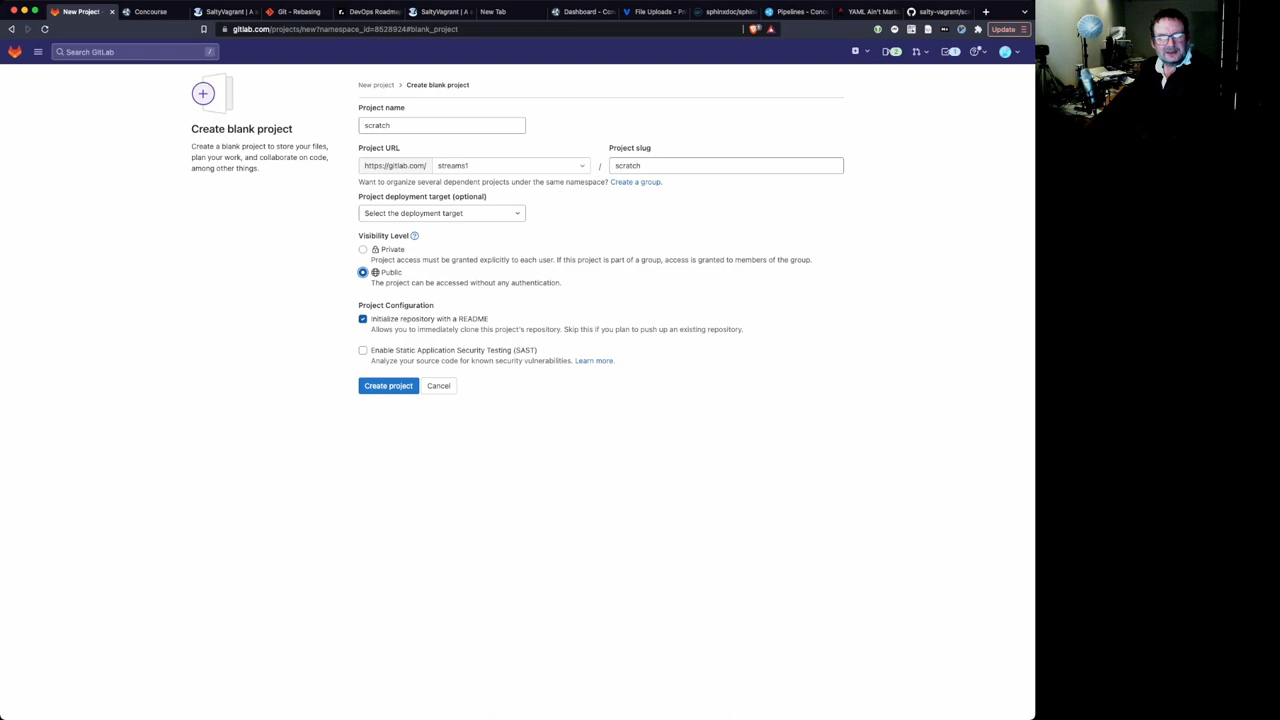 New Project ·
Concourse
SaltyVagrant | A
Git - Rebasing
DevOps Roadma
SaltyVagrant | A
New Tab
Dashboard - Con
File Uploads - P
sphinxdoc/sphin
Pipelines - Conc
YAML Ain't Mark
salty-vagrant/scr
gitlab.com/projects/new?namespace_id=8528924#blank_project
Update
Search GitLab
/
2
1
New project > Create blank project
Create blank project
Create a blank project to store your files,
plan your work, and collaborate on code,
among other things.
Project name
scratch
Project URL
Project slug
https://gitlab.com/ streams1 / scratch
Want to organize several dependent projects under the same namespace? Create a group.
Project deployment target (optional)
Select the deployment target
Visibility Level
Private
Project access must be granted explicitly to each user. If this project is part of a group, access is granted to members of the group.
Public
The project can be accessed without any authentication.
Project Configuration
Initialize repository with a README
Allows you to immediately clone this project's repository. Skip this if you plan to push up an existing repository.
Enable Static Application Security Testing (SAST)
Analyze your source code for known security vulnerabilities. Learn more.
Create project
Cancel